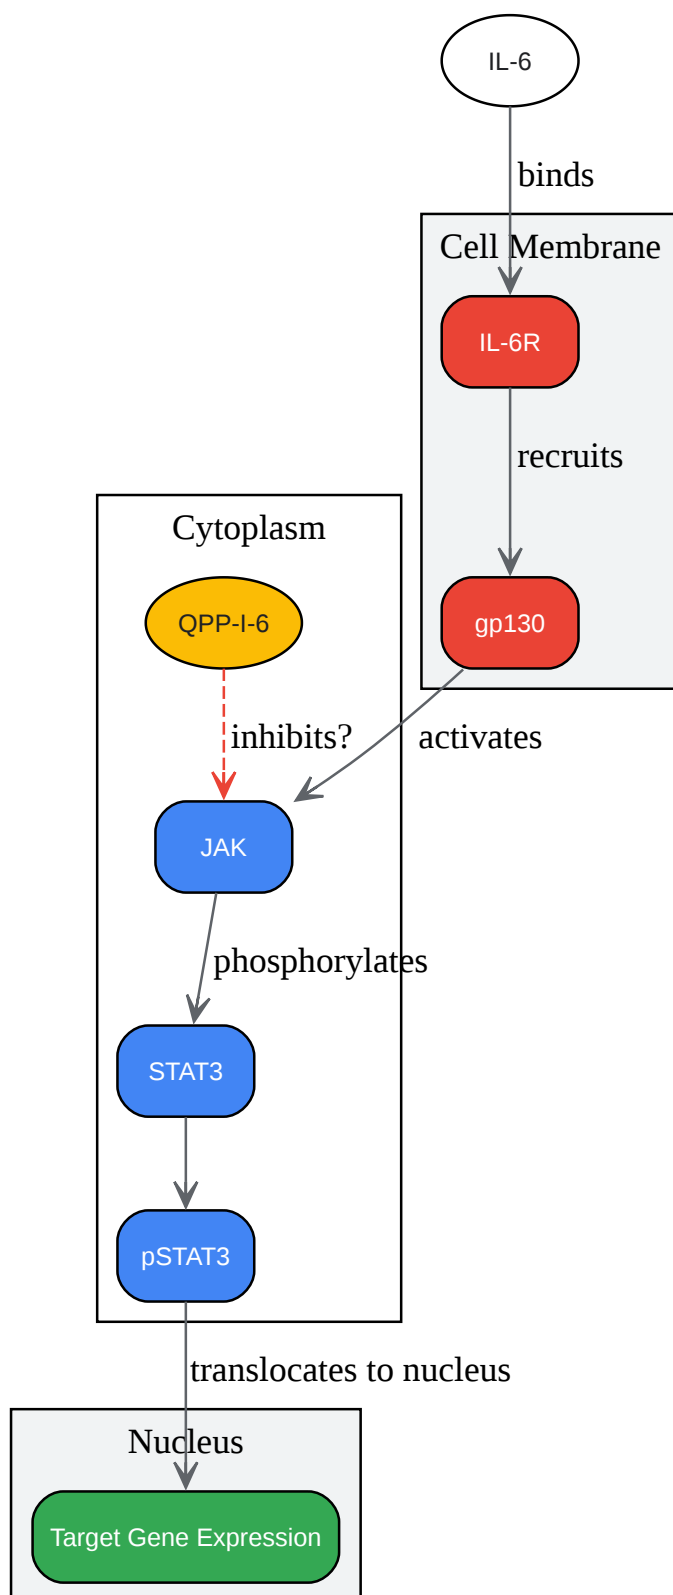 IL-6
binds
Cell Membrane
IL-6R
recruits
Cytoplasm
QPP-I-6
gp130
inhibits?
activates
JAK
phosphorylates
STAT3
pSTAT3
translocates to nucleus
Nucleus
Target Gene Expression